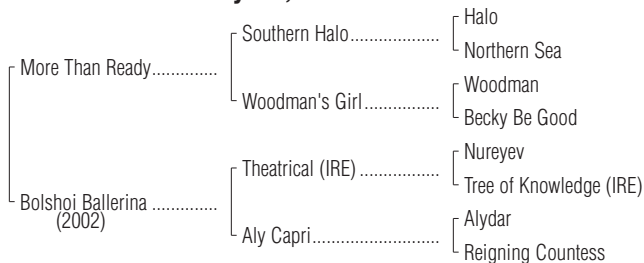 Halo
Southern Halo....................
Northern Sea
More Than Ready..............
Woodman
Woodman's Girl.................
Becky Be Good
Nureyev
Theatrical (IRE) ..................
Tree of Knowledge (IRE)
Bolshoi Ballerina ..............
(2002)
Alydar
Aly Capri............................
Reigning Countess